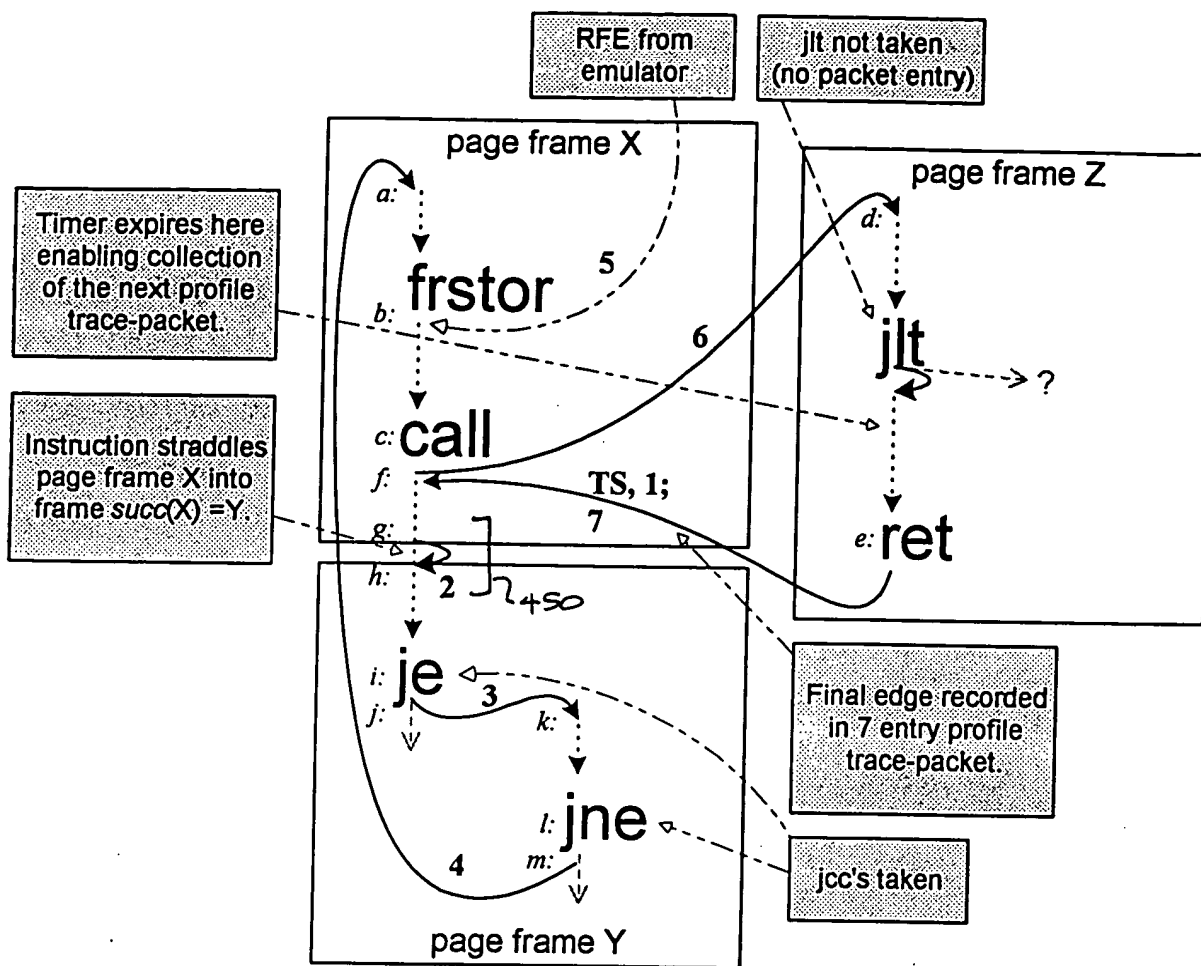 RFE from
emulator
jlt not taken
(no packet entry)
page frame X
page frame Z
a:
d:
Timer expires here
enabling collection
of the next profile
trace-packet.
5
frstor
b:
6
jlt
?
c: call
Instruction straddles
page frame X into
frame succ(X) =Y.
f:
TS, 1;
7
g:
e: ret
h:
2
450
i: je
3
j:
k:
Final edge recorded
in 7 entry profile
trace-packet.
l: jne
4
m:
jcc's taken
page frame Y